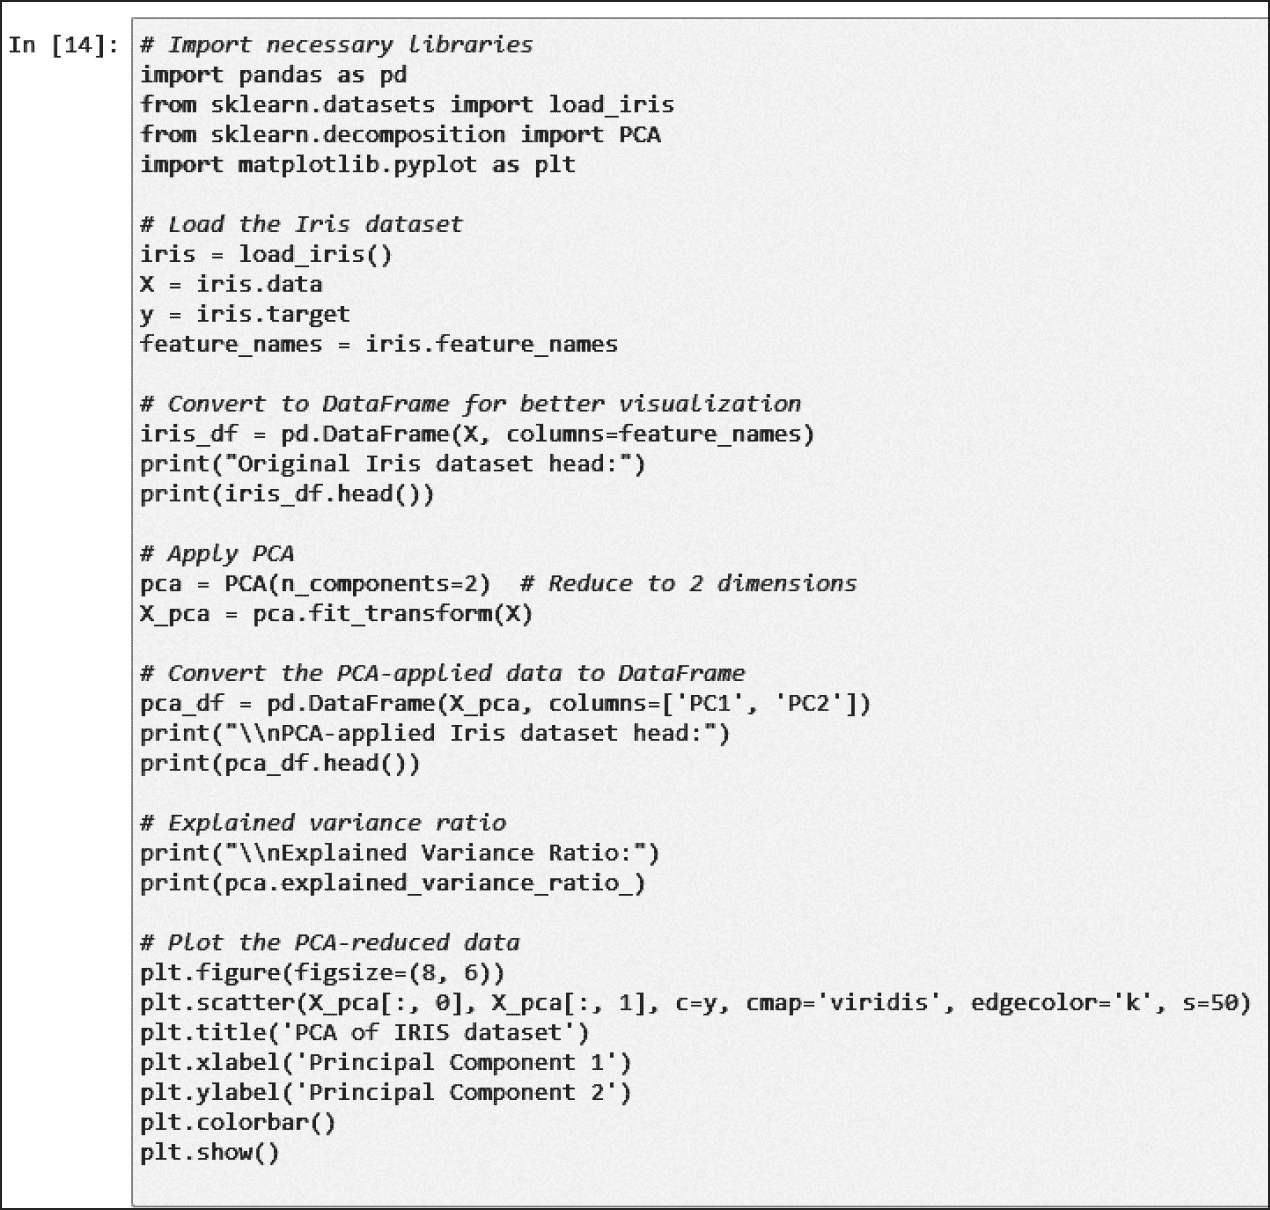 In [14]:
# Import necessary libraries
import pandas as pd
from sklearn.datasets import load_iris
from sklearn.decomposition import PCA
import matplotlib.pyplot as plt

# Load the Iris dataset
iris = load_iris()
X = iris.data
y = iris.target
feature_names = iris.feature_names

# Convert to DataFrame for better visualization
iris_df = pd.DataFrame(X, columns=feature_names)
print("Original Iris dataset head:")
print(iris_df.head())

# Apply PCA
pca = PCA(n_components=2)  # Reduce to 2 dimensions
X_pca = pca.fit_transform(X)

# Convert the PCA-applied data to DataFrame
pca_df = pd.DataFrame(X_pca, columns=['PC1', 'PC2'])
print("\\nPCA-applied Iris dataset head:")
print(pca_df.head())

# Explained variance ratio
print("\\nExplained Variance Ratio:")
print(pca.explained_variance_ratio_)

# Plot the PCA-reduced data
plt.figure(figsize=(8, 6))
plt.scatter(X_pca[:, 0], X_pca[:, 1], c=y, cmap='viridis', edgecolor='k', s=50)
plt.title('PCA of IRIS dataset')
plt.xlabel('Principal Component 1')
plt.ylabel('Principal Component 2')
plt.colorbar()
plt.show()